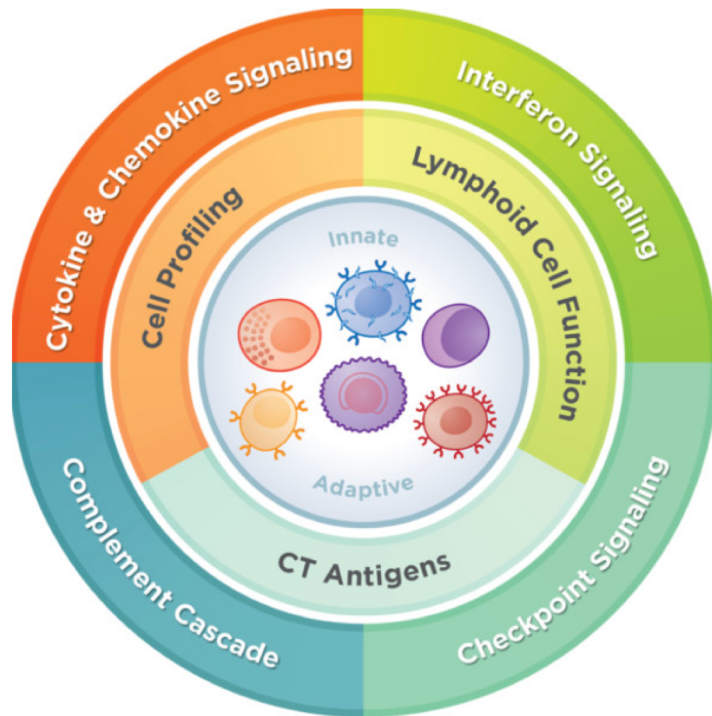 Cytokine & Chemokine Signaling
Interferon Signaling
Cell Profiling
Lymphoid Cell Function
Innate
Adaptive
CT Antigens
Complement Cascade
Checkpoint Signaling